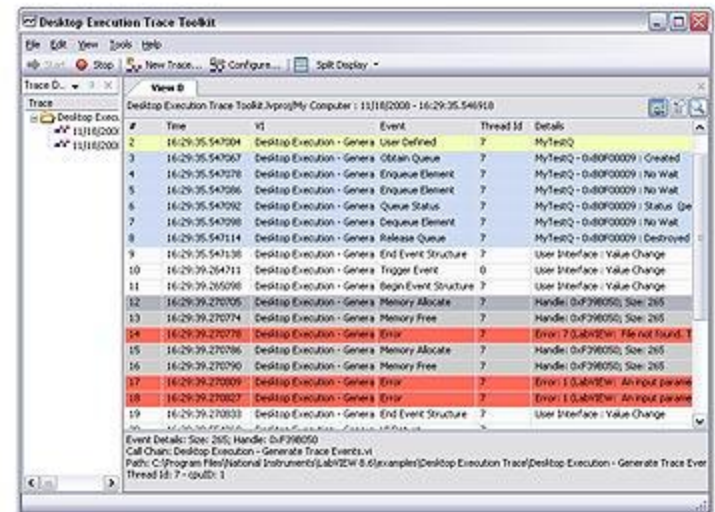 Desktop Execution Trace Toolkit
File Edit View Tools Help
Start Stop New Trace... Configure... Split Display
Trace D...
View 0
Trace
Desktop Execution Trace Toolkit.lvproj/My Computer : 11/18/2008 - 16:29:35.546918
Desktop Exec.
11/18/200
11/18/200
# Time VI Event Thread Id Details
2 16:29:35.547004 Desktop Execution - Genera User Defined 7 MyTestQ
3 16:29:35.547067 Desktop Execution - Genera Obtain Queue 7 MyTestQ - 0xB0F00009 : Created
4 16:29:35.547078 Desktop Execution - Genera Enqueue Element 7 MyTestQ - 0xB0F00009 : No Wait
5 16:29:35.547086 Desktop Execution - Genera Enqueue Element 7 MyTestQ - 0xB0F00009 : No Wait
6 16:29:35.547092 Desktop Execution - Genera Queue Status 7 MyTestQ - 0xB0F00009 : Status (pe
7 16:29:35.547098 Desktop Execution - Genera Dequeue Element 7 MyTestQ - 0xB0F00009 : No Wait
8 16:29:35.547114 Desktop Execution - Genera Release Queue 7 MyTestQ - 0xB0F00009 : Destroyed
9 16:29:35.547138 Desktop Execution - Genera End Event Structure 7 User Interface : Value Change
10 16:29:39.264711 Desktop Execution - Genera Trigger Event 0 User Interface : Value Change
11 16:29:39.265098 Desktop Execution - Genera Begin Event Structure 7 User Interface : Value Change
12 16:29:39.270705 Desktop Execution - Genera Memory Allocate 7 Handle: 0xF39B050; Size: 265
13 16:29:39.270774 Desktop Execution - Genera Memory Free 7 Handle: 0xF39B050; Size: 265
14 16:29:39.270778 Desktop Execution - Genera Error 7 Error: 7 (LabVIEW: File not found. T
15 16:29:39.270786 Desktop Execution - Genera Memory Allocate 7 Handle: 0xF39B050; Size: 265
16 16:29:39.270790 Desktop Execution - Genera Memory Free 7 Handle: 0xF39B050; Size: 265
17 16:29:39.270809 Desktop Execution - Genera Error 7 Error: 1 (LabVIEW: An input parame
18 16:29:39.270827 Desktop Execution - Genera Error 7 Error: 1 (LabVIEW: An input parame
19 16:29:39.270833 Desktop Execution - Genera End Event Structure 7 User Interface : Value Change
Event Details: Size: 265; Handle: 0xF39B050
Call Chain: Desktop Execution - Generate Trace Events.vi
Path: C:\Program Files\National Instruments\LabVIEW 8.6\examples\Desktop Execution Trace\Desktop Execution - Generate Trace Ever
Thread Id: 7 - cpuID: 1